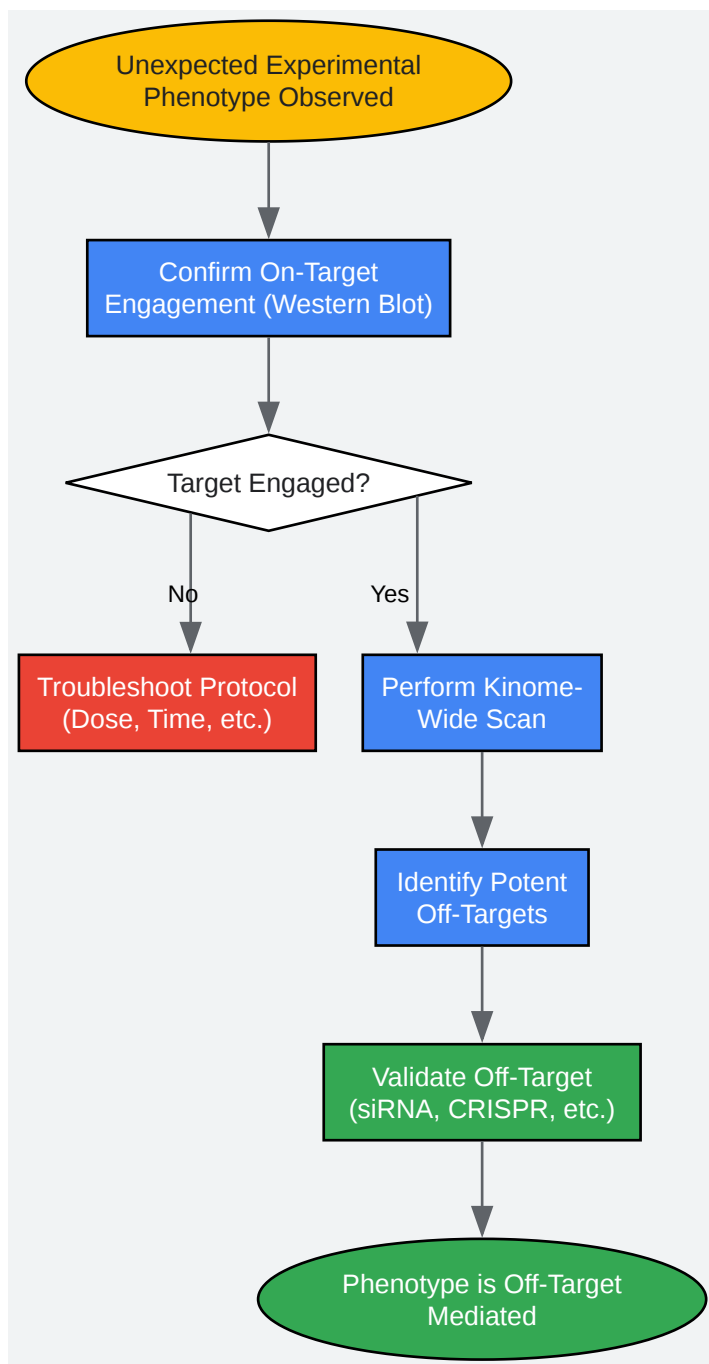 Unexpected Experimental
Phenotype Observed
Confirm On-Target
Engagement (Western Blot)
Target Engaged?
No
Yes
Troubleshoot Protocol
(Dose, Time, etc.)
Perform Kinome-
Wide Scan
Identify Potent
Off-Targets
Validate Off-Target
(siRNA, CRISPR, etc.)
Phenotype is Off-Target
Mediated